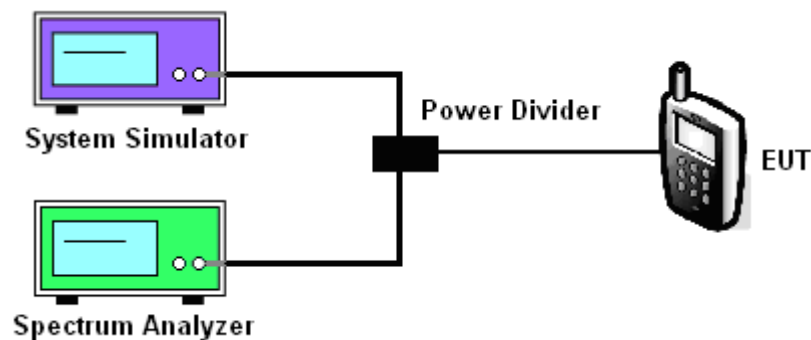 System Simulator
Power Divider
EUT
Spectrum Analyzer